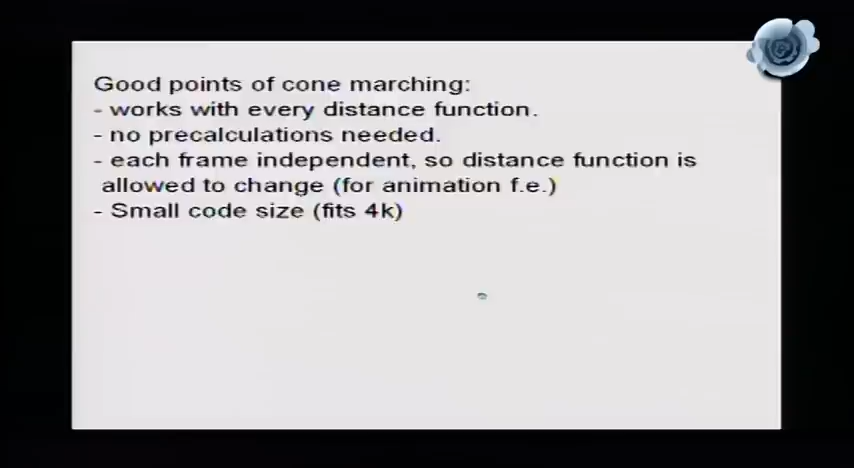 Good points of cone marching:
- works with every distance function.
- no precalculations needed.
- each frame independent, so distance function is
allowed to change (for animation f.e.)
- Small code size (fits 4k)